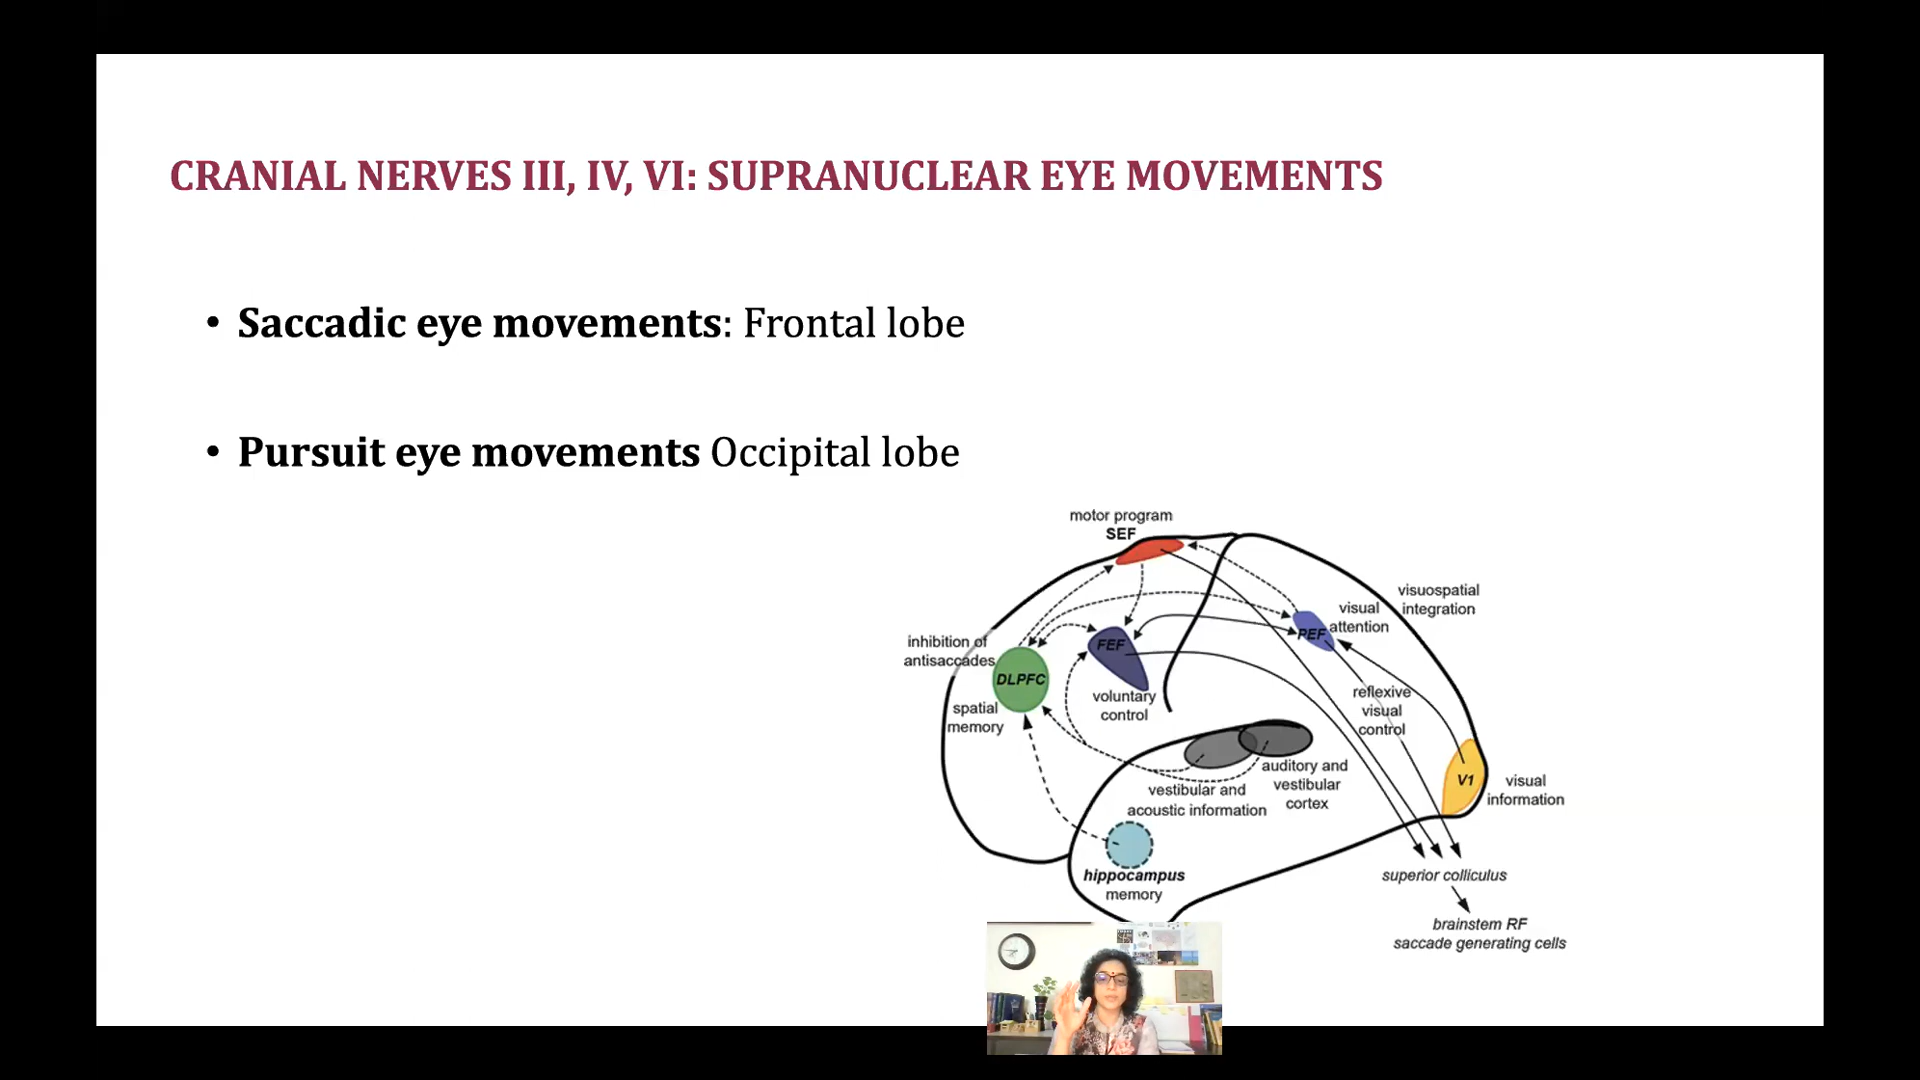 CRANIAL NERVES III, IV, VI: SUPRANUCLEAR EYE MOVEMENTS
• Saccadic eye movements: Frontal lobe
• Pursuit eye movements Occipital lobe
motor program
SEF
visuospatial
integration
visual
attention
PEF
inhibition of
antisaccades
FEF
DLPFC
voluntary
control
spatial
memory
reflexive
visual
control
auditory and
vestibular
cortex
vestibular and
acoustic information
V1
visual
information
hippocampus
memory
superior colliculus
brainstem RF
saccade generating cells